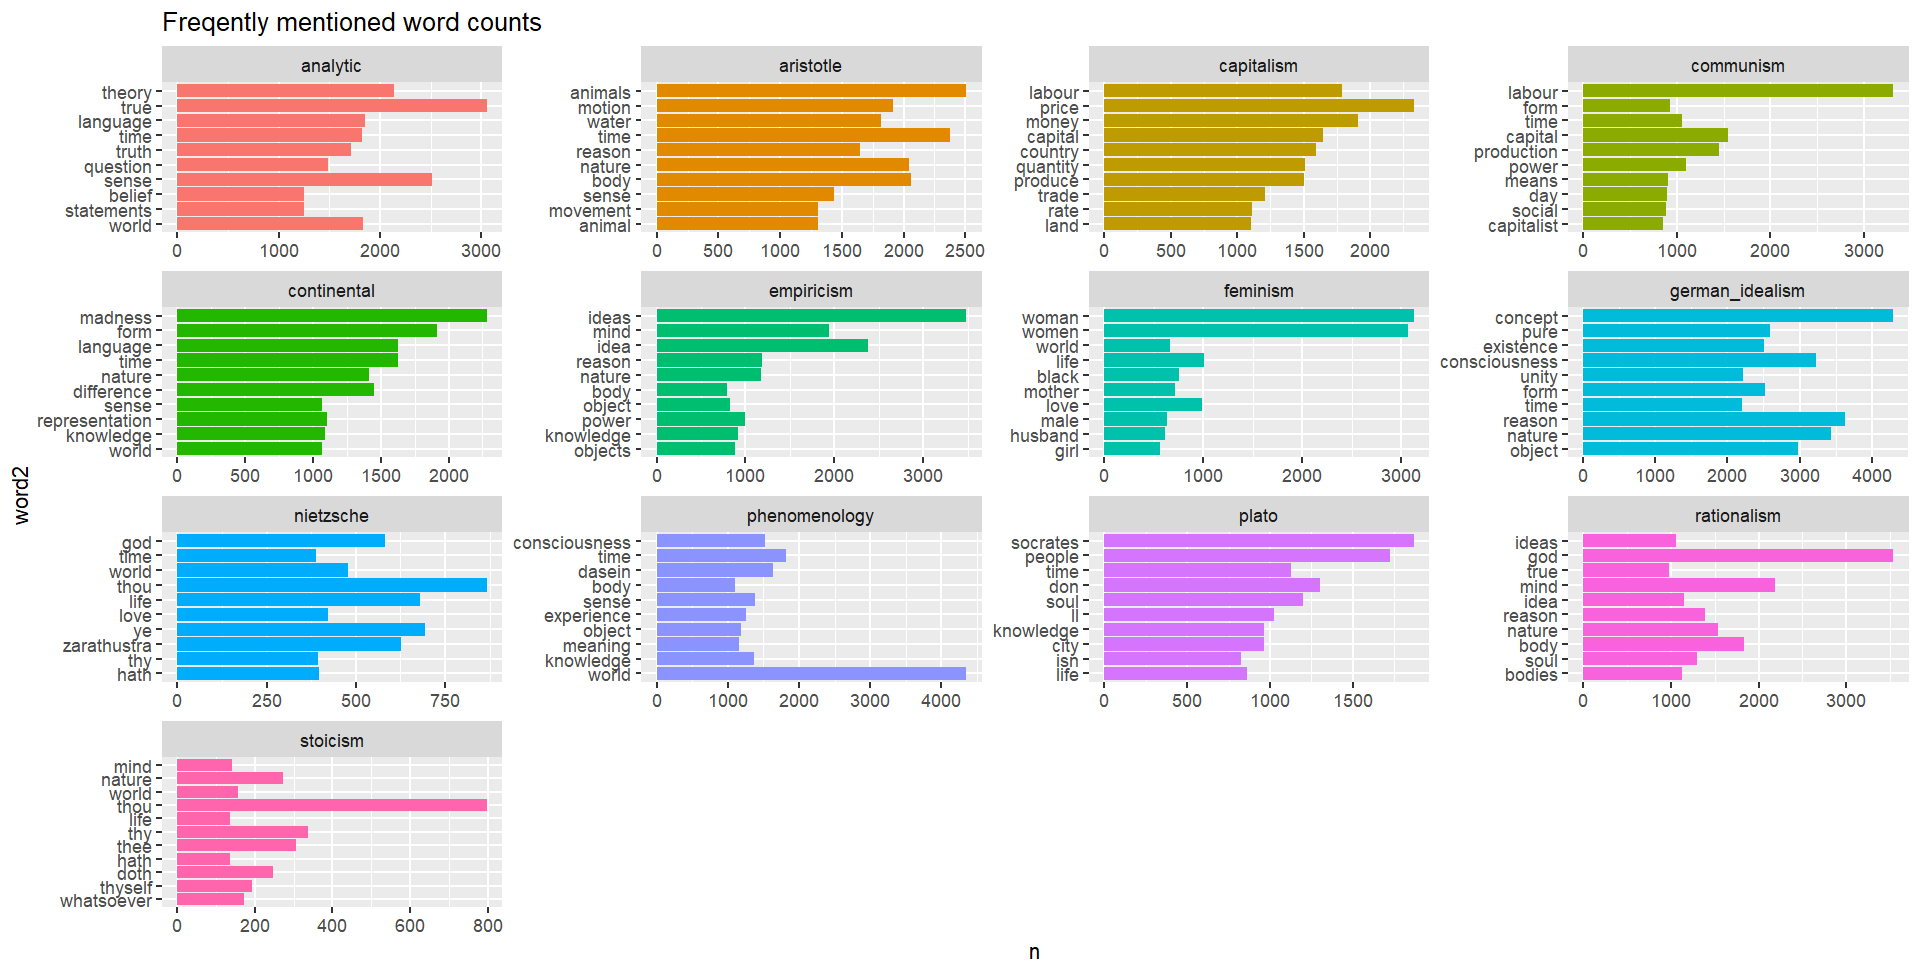 Freqently mentioned word counts
analytic
theory
true
language
time
truth
question
sense
belief
statements
world
0 1000 2000 3000
aristotle
animals
motion
water
time
reason
nature
body
sense
movement
animal
0 500 1000 1500 2000 2500
capitalism
labour
price
money
capital
country
quantity
produce
trade
rate
land
0 500 1000 1500 2000
communism
labour
form
time
capital
production
power
means
day
social
capitalist
0 1000 2000 3000
continental
madness
form
language
time
nature
difference
sense
representation
knowledge
world
0 500 1000 1500 2000
empiricism
ideas
mind
idea
reason
nature
body
object
power
knowledge
objects
0 1000 2000 3000
feminism
woman
women
world
life
black
mother
love
male
husband
girl
0 1000 2000 3000
german_idealism
concept
pure
existence
consciousness
unity
form
time
reason
nature
object
0 1000 2000 3000 4000
nietzsche
god
time
world
thou
life
love
ye
zarathustra
thy
hath
0 250 500 750
phenomenology
consciousness
time
dasein
body
sense
experience
object
meaning
knowledge
world
0 1000 2000 3000 4000
plato
socrates
people
time
don
soul
ll
knowledge
city
isn
life
0 500 1000 1500
rationalism
ideas
god
true
mind
idea
reason
nature
body
soul
bodies
0 1000 2000 3000
stoicism
mind
nature
world
thou
life
thy
thee
hath
doth
thyself
whatsoever
0 200 400 600 800
word2
n